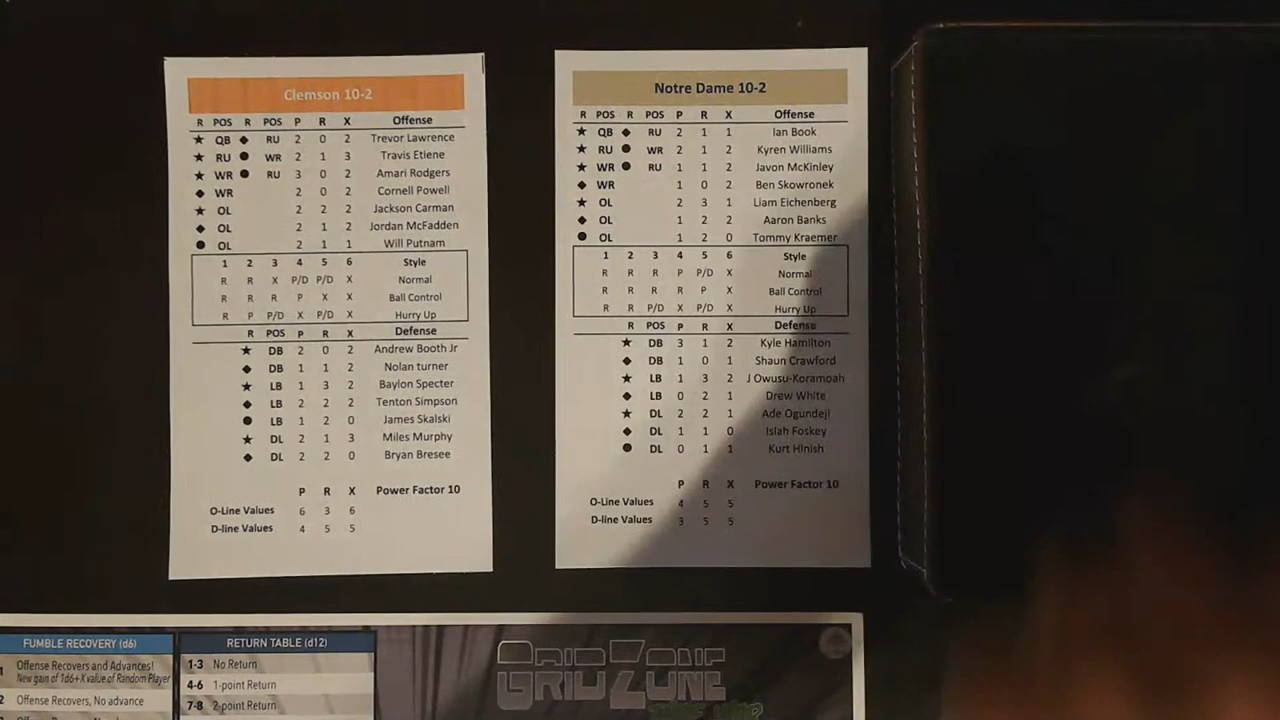 Clemson 10-2
R POS R POS P R X Offense
★ QB ◆ RU 2 0 2 Trevor Lawrence
★ RU ● WR 2 1 3 Travis Etiene
★ WR ● RU 3 0 2 Amari Rodgers
◆ WR 2 0 2 Cornell Powell
★ OL 2 2 2 Jackson Carman
◆ OL 2 1 2 Jordan McFadden
● OL 2 1 1 Will Putnam
1 2 3 4 5 6 Style
R R X P/D P/D X Normal
R R R P X X Ball Control
R P P/D X P/D X Hurry Up
R POS P R X Defense
★ DB 2 0 2 Andrew Booth Jr
◆ DB 1 1 2 Nolan turner
★ LB 1 3 2 Baylon Specter
◆ LB 2 2 2 Tenton Simpson
● LB 1 2 0 James Skalski
★ DL 2 1 3 Miles Murphy
◆ DL 2 2 0 Bryan Bresee
P R X Power Factor 10
O-Line Values 6 3 6
D-line Values 4 5 5
Notre Dame 10-2
R POS R POS P R X Offense
★ QB ◆ RU 2 1 1 Ian Book
★ RU ● WR 2 1 2 Kyren Williams
★ WR ● RU 1 1 2 Javon McKinley
◆ WR 1 0 2 Ben Skowronek
★ OL 2 3 1 Liam Eichenberg
◆ OL 1 2 2 Aaron Banks
● OL 1 2 0 Tommy Kraemer
1 2 3 4 5 6 Style
R R R P P/D X Normal
R R R R P X Ball Control
R R P/D X P/D X Hurry Up
R POS P R X Defense
★ DB 3 1 2 Kyle Hamilton
◆ DB 1 0 1 Shaun Crawford
★ LB 1 3 2 J Owusu-Koramoah
◆ LB 0 2 1 Drew White
★ DL 2 2 1 Ade Ogundeji
◆ DL 1 1 0 Isiah Foskey
● DL 0 1 1 Kurt Hinish
P R X Power Factor 10
O-Line Values 4 5 5
D-line Values 3 5 5
FUMBLE RECOVERY (d6)
1 Offense Recovers and Advances!
New gain of 1d6+X value of Random Player
2 Offense Recovers, No advance
RETURN TABLE (d12)
1-3 No Return
4-6 1-point Return
7-8 2-point Return
GRIDZONE